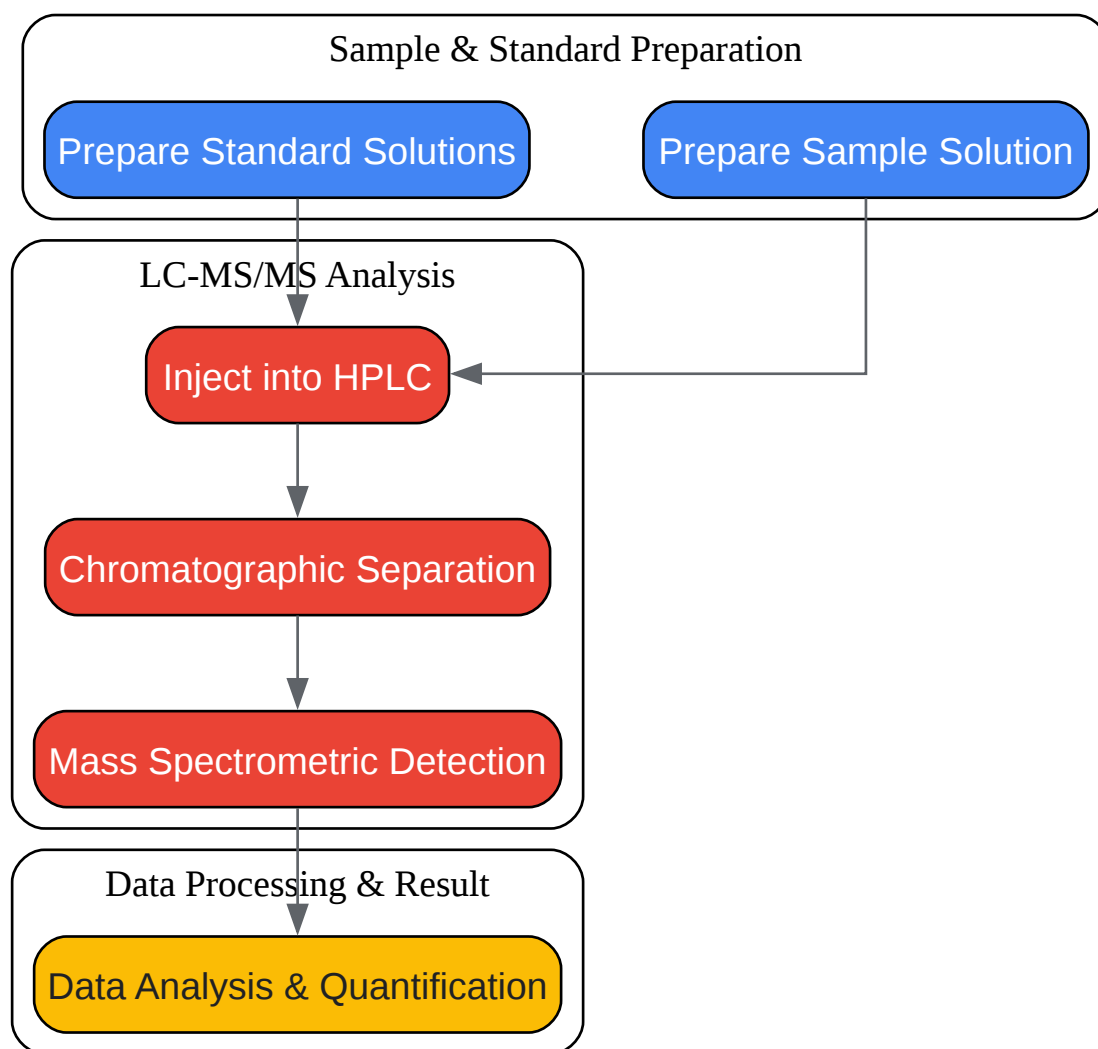 Sample & Standard Preparation
Prepare Standard Solutions
Prepare Sample Solution
LC-MS/MS Analysis
Inject into HPLC
Chromatographic Separation
Mass Spectrometric Detection
Data Processing & Result
Data Analysis & Quantification